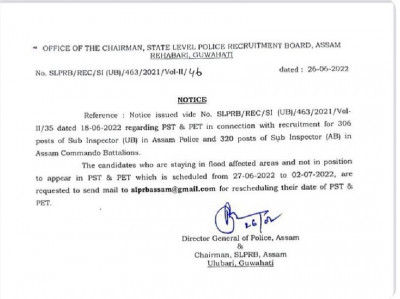 OFFICE OF THE CHAIRMAN, STATE LEVEL POLICE RECRUITMENT BOARD, ASSAM
REHABARI, GUWAHATI
No. SLPRB/REC/SI (UB)/463/2021/Vol-II/46 dated : 26-06-2022
NOTICE
Reference : Notice issued vide No. SLPRB/REC/SI (UB)/463/2021/Vol-
II/35 dated 18-06-2022 regarding PST & PET in connection with recruitment for 306
posts of Sub Inspector (UB) in Assam Police and 320 posts of Sub Inspector (AB) in
Assam Commando Battalions.
The candidates who are staying in flood affected areas and not in position
to appear in PST & PET which is scheduled from 27-06-2022 to 02-07-2022, are
requested to send mail to slprbassam@gmail.com for rescheduling their date of PST &
PET.
Director General of Police, Assam
&
Chairman, SLPRB, Assam
Ulubari, Guwahati